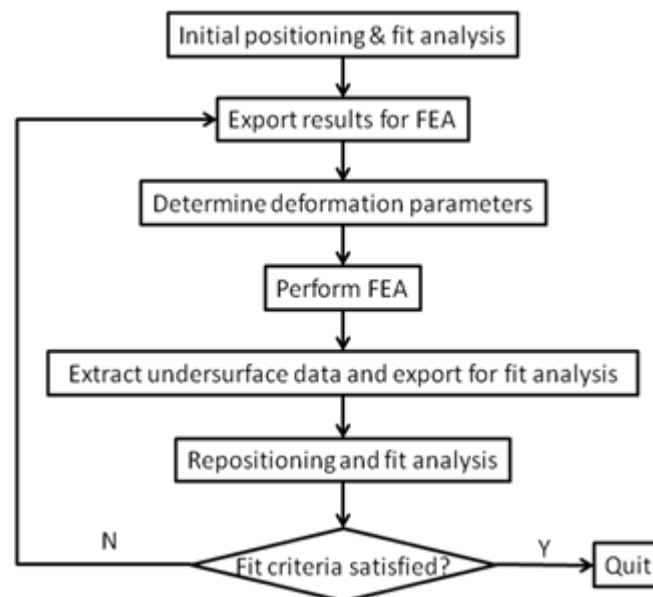 Initial positioning & fit analysis
Export results for FEA
Determine deformation parameters
Perform FEA
Extract undersurface data and export for fit analysis
Repositioning and fit analysis
N
Fit criteria satisfied?
Y
Quit